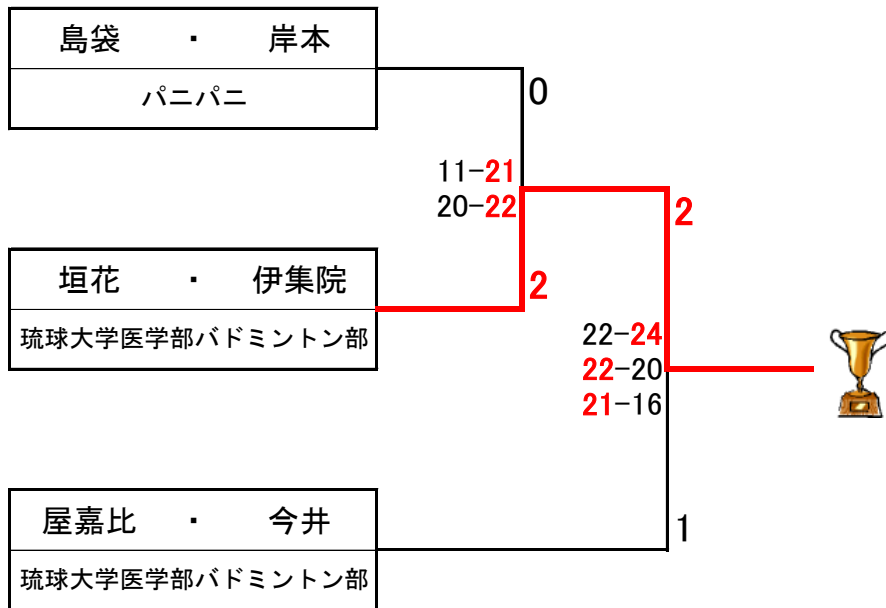 島袋 ・ 岸本
パニパニ
0
11-21
20-22
2
垣花 ・ 伊集院
2
琉球大学医学部バドミントン部
22-24
22-20
21-16
屋嘉比 ・ 今井
1
琉球大学医学部バドミントン部